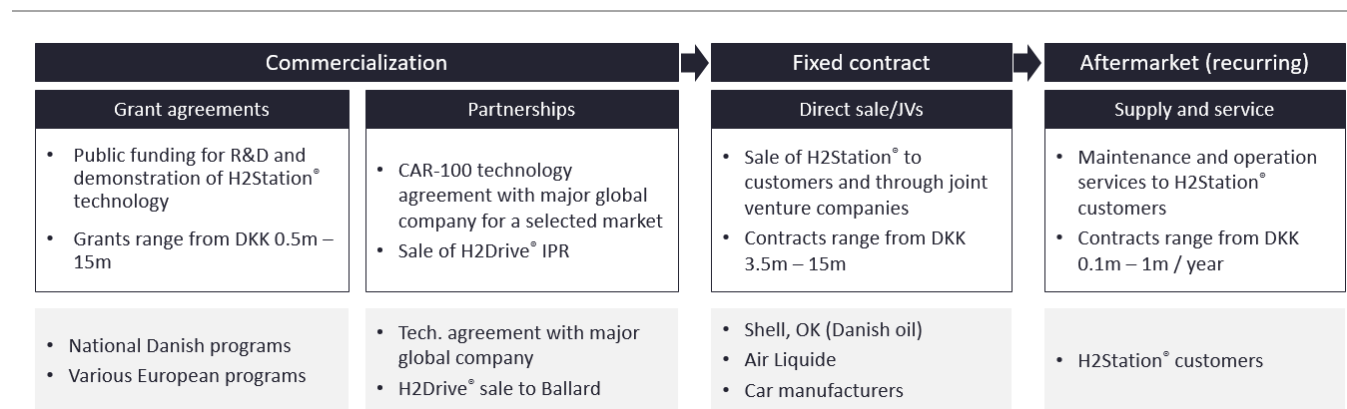 Commercialization
Fixed contract
Aftermarket (recurring)
Grant agreements
• Public funding for R&D and
demonstration of H2Station®
technology
• Grants range from DKK 0.5m –
15m
Partnerships
• CAR-100 technology
agreement with major global
company for a selected market
• Sale of H2Drive® IPR
Direct sale/JVs
• Sale of H2Station® to
customers and through joint
venture companies
• Contracts range from DKK
3.5m – 15m
Supply and service
• Maintenance and operation
services to H2Station®
customers
• Contracts range from DKK
0.1m – 1m / year
• National Danish programs
• Various European programs
• Tech. agreement with major
global company
• H2Drive® sale to Ballard
• Shell, OK (Danish oil)
• Air Liquide
• Car manufacturers
• H2Station® customers